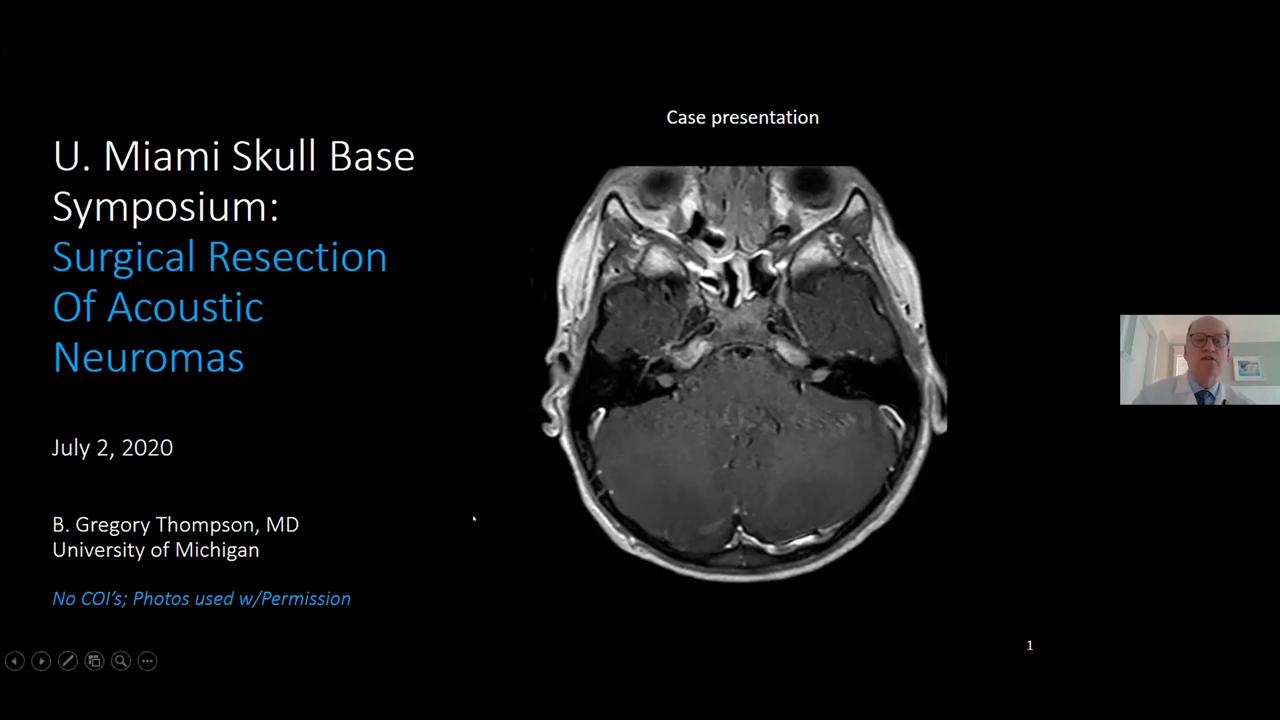 U. Miami Skull Base
Symposium:
Surgical Resection
Of Acoustic
Neuromas
July 2, 2020
B. Gregory Thompson, MD
University of Michigan
No COI's; Photos used w/Permission
Case presentation
1